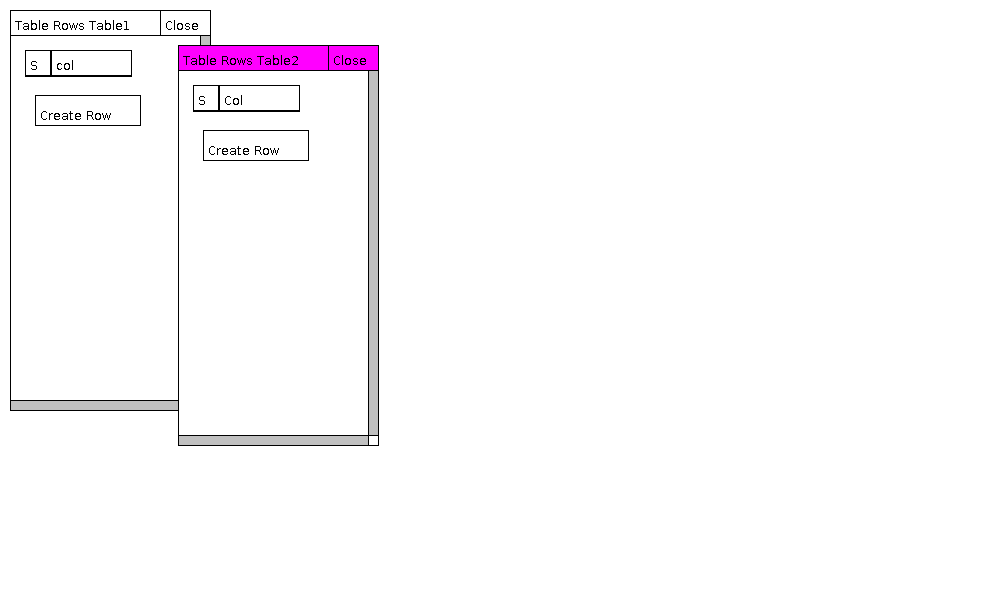 Table Rows Table1 Close
S col
Create Row
Table Rows Table2 Close
S Col
Create Row